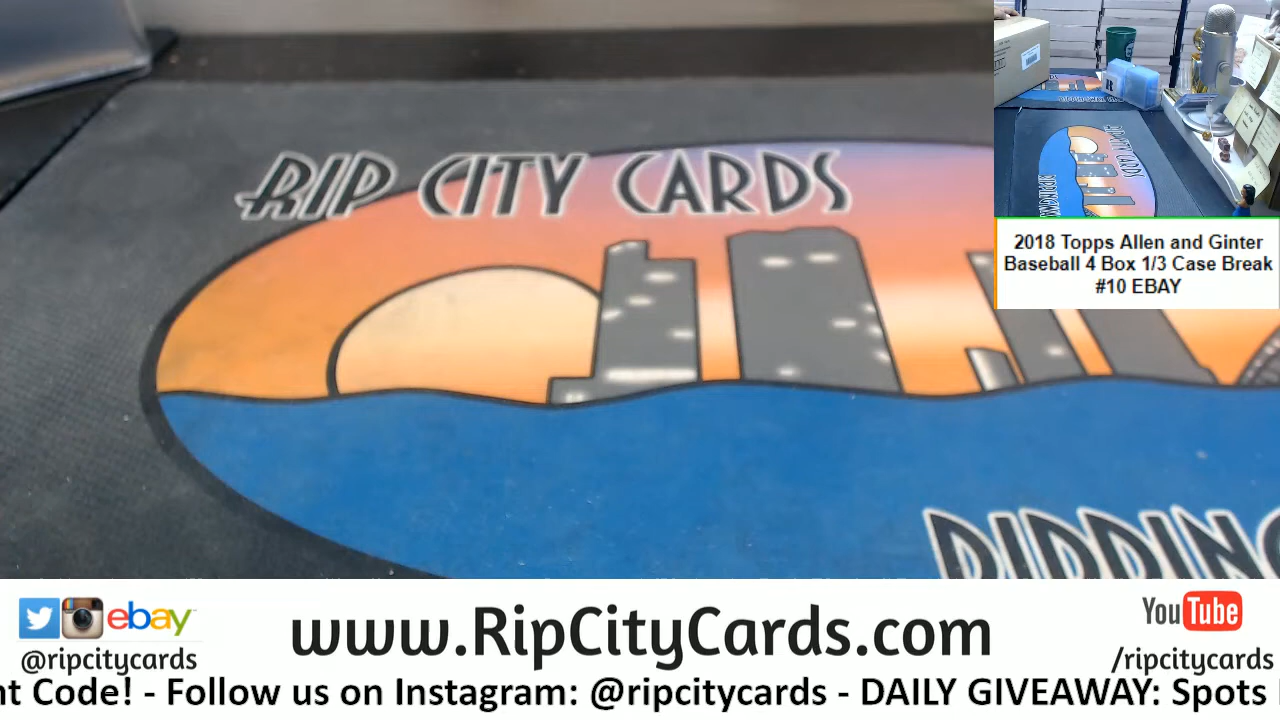 RIP CITY CARDS
2018 Topps Allen and Ginter
Baseball 4 Box 1/3 Case Break
#10 EBAY
ebay
@ripcitycards
www.RipCityCards.com
YouTube
/ripcitycards
nt Code! - Follow us on Instagram: @ripcitycards - DAILY GIVEAWAY: Spots